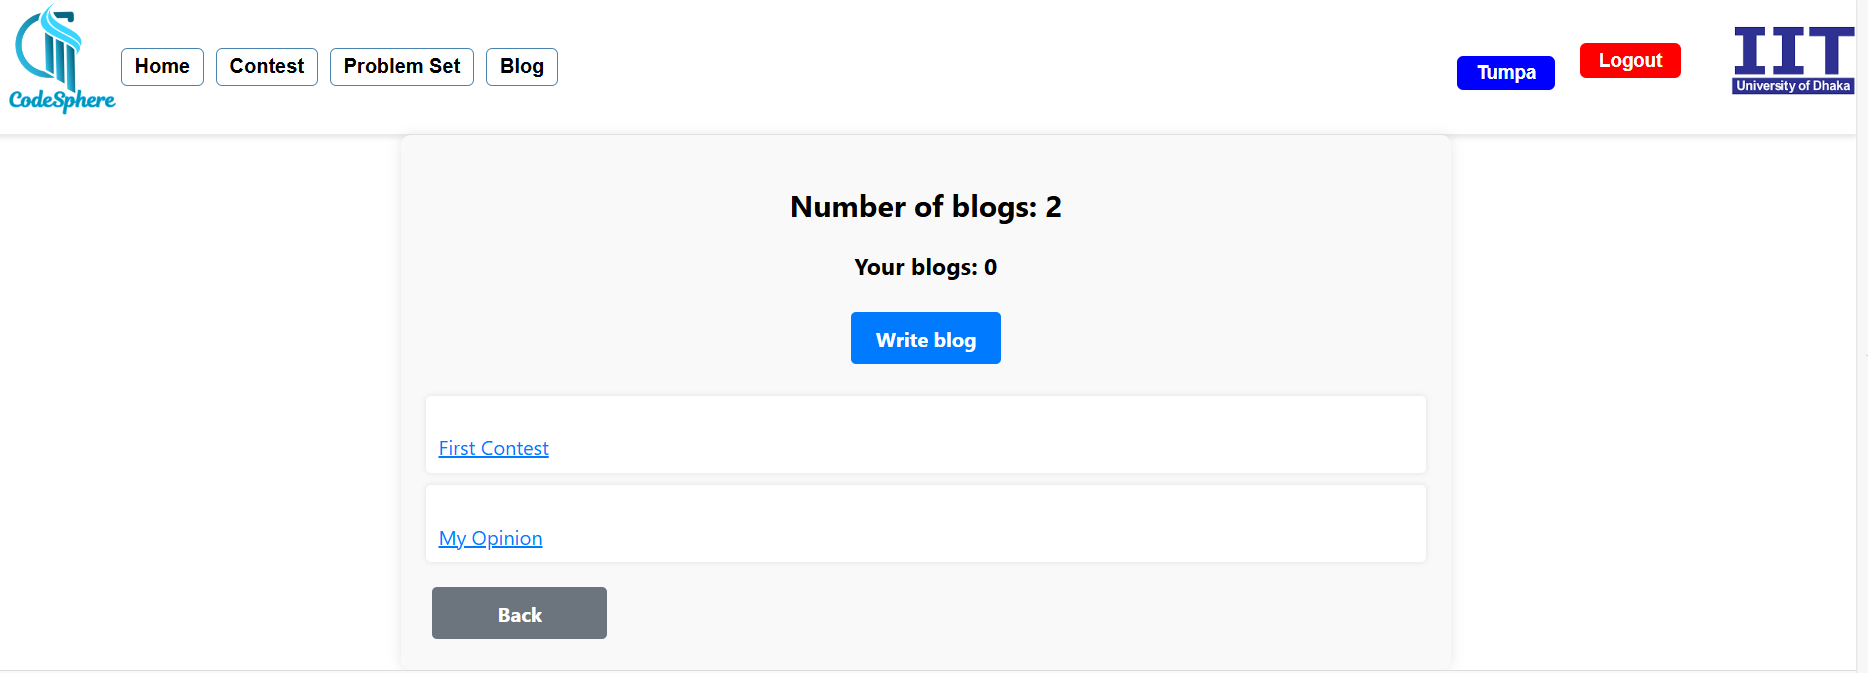 CodeSphere
Home Contest Problem Set Blog
Tumpa Logout
IIT
University of Dhaka
Number of blogs: 2
Your blogs: 0
Write blog
First Contest
My Opinion
Back